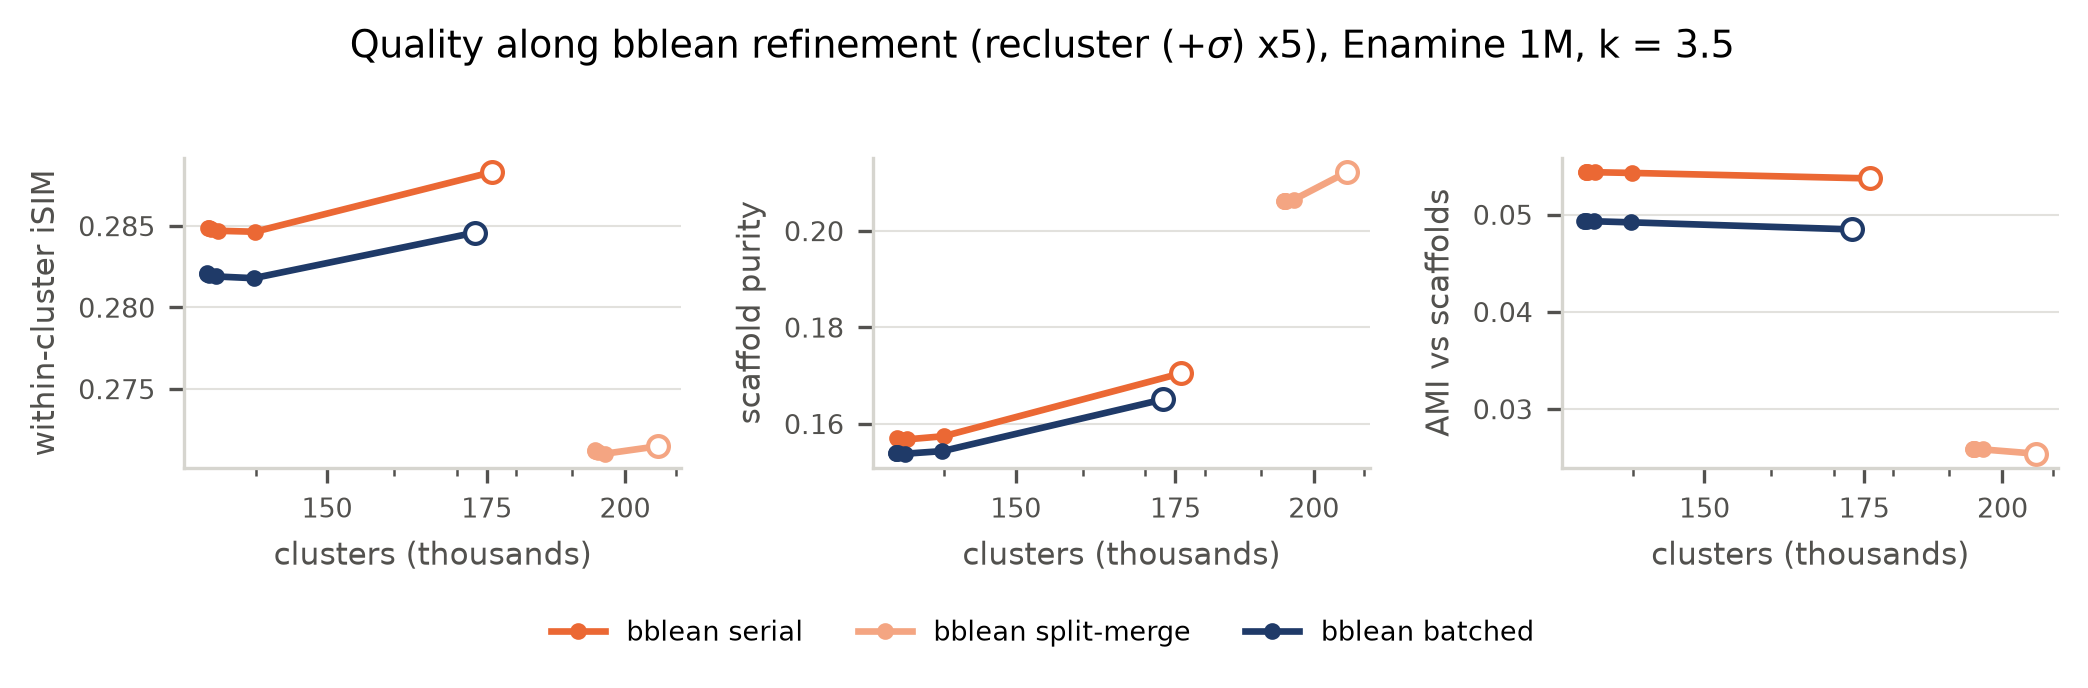 Quality along bblean refinement (recluster (+σ) x5), Enamine 1M, k = 3.5
within-cluster iSIM
0.285
0.280
0.275
150
175
200
clusters (thousands)
scaffold purity
0.20
0.18
0.16
150
175
200
clusters (thousands)
AMI vs scaffolds
0.05
0.04
0.03
150
175
200
clusters (thousands)
bblean serial
bblean split-merge
bblean batched